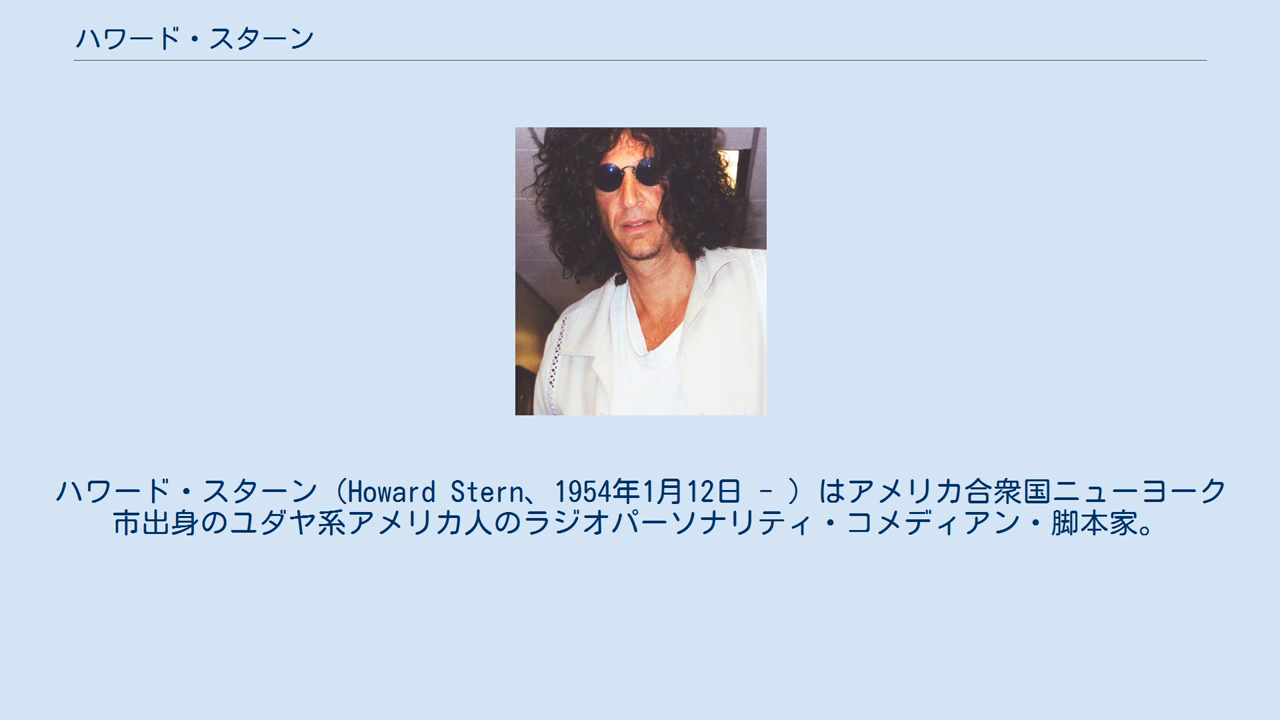 ハワード・スターン
ハワード・スターン（Howard Stern、1954年1月12日 - ）はアメリカ合衆国ニューヨーク
市出身のユダヤ系アメリカ人のラジオパーソナリティ・コメディアン・脚本家。